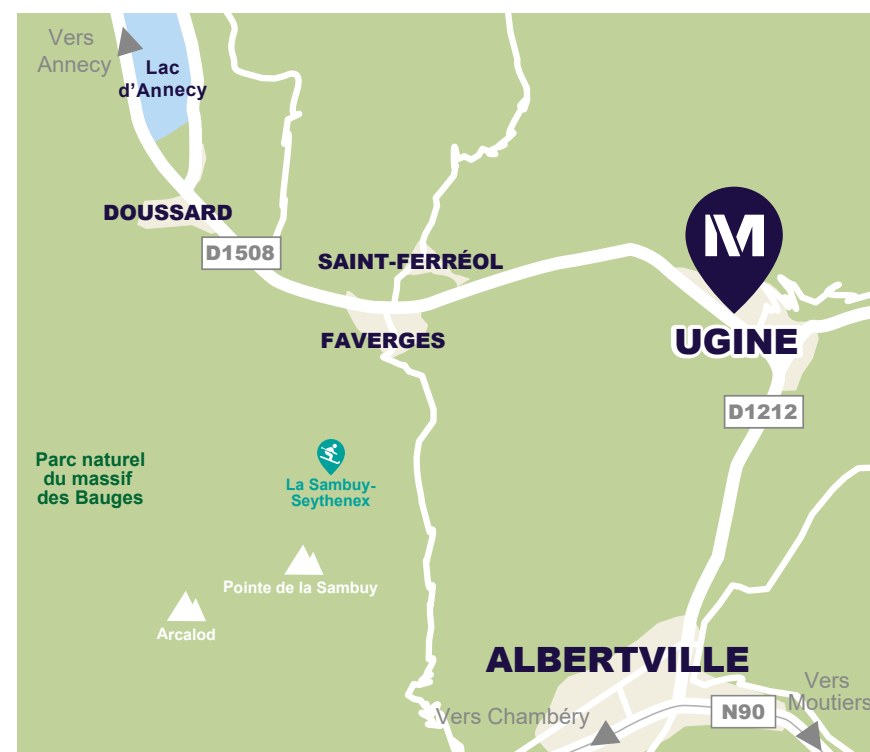 Vers
Annecy
Lac
d'Annecy
DOUSSARD
D1508
SAINT-FERRÉOL
FAVERGES
M
UGINE
D1212
Parc naturel
du massif
des Bauges
La Sambuy-
Seythenex
Pointe de la Sambuy
Arcalod
ALBERTVILLE
Vers
Moutiers
Vers Chambéry
N90